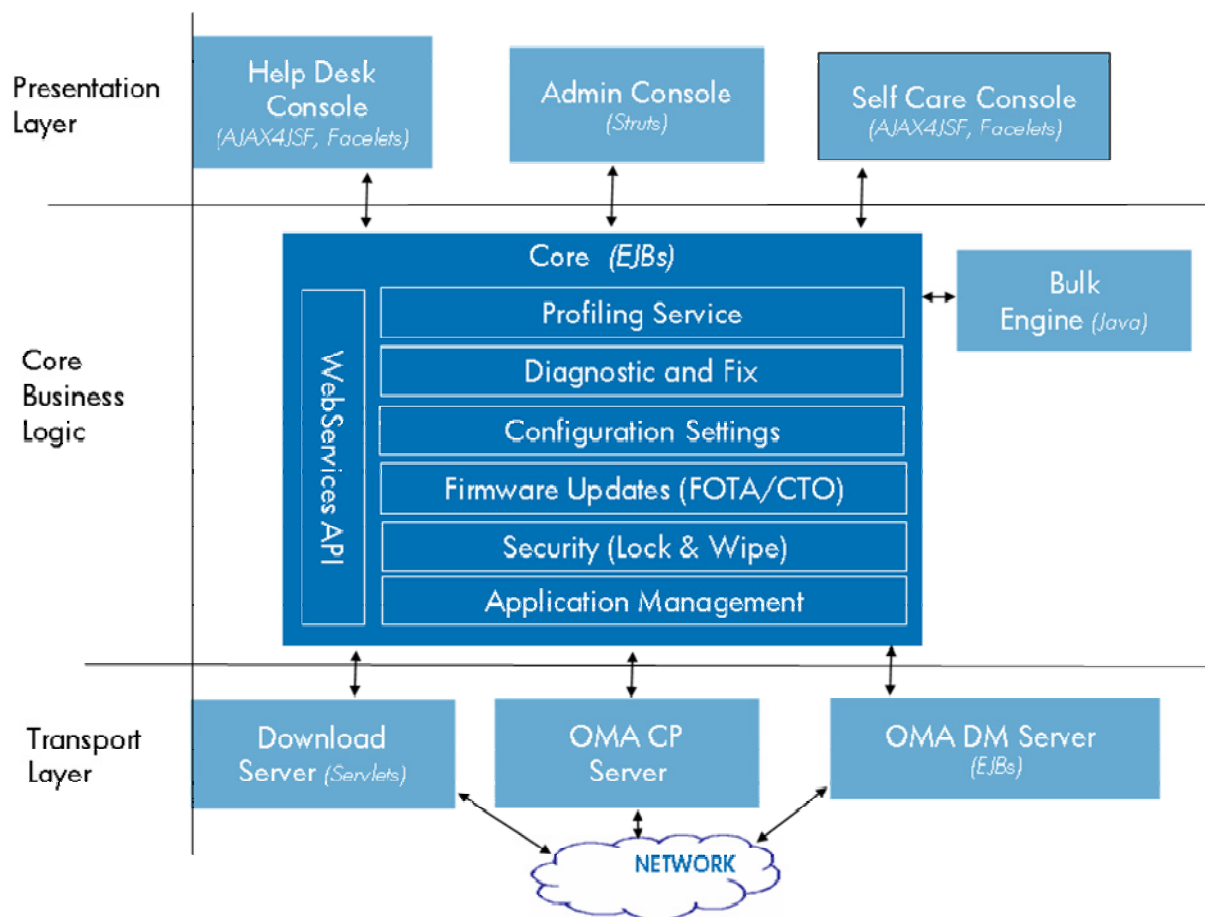 Presentation
Layer
Help Desk
Console
(AJAX4JSF, Facelets)
Admin Console
(Struts)
Self Care Console
(AJAX4JSF, Facelets)
Core
Business
Logic
Core (EJBs)
WebServices API
Profiling Service
Diagnostic and Fix
Configuration Settings
Firmware Updates (FOTA/CTO)
Security (Lock & Wipe)
Application Management
Bulk
Engine (Java)
Transport
Layer
Download
Server (Servlets)
OMA CP
Server
OMA DM Server
(EJBs)
NETWORK